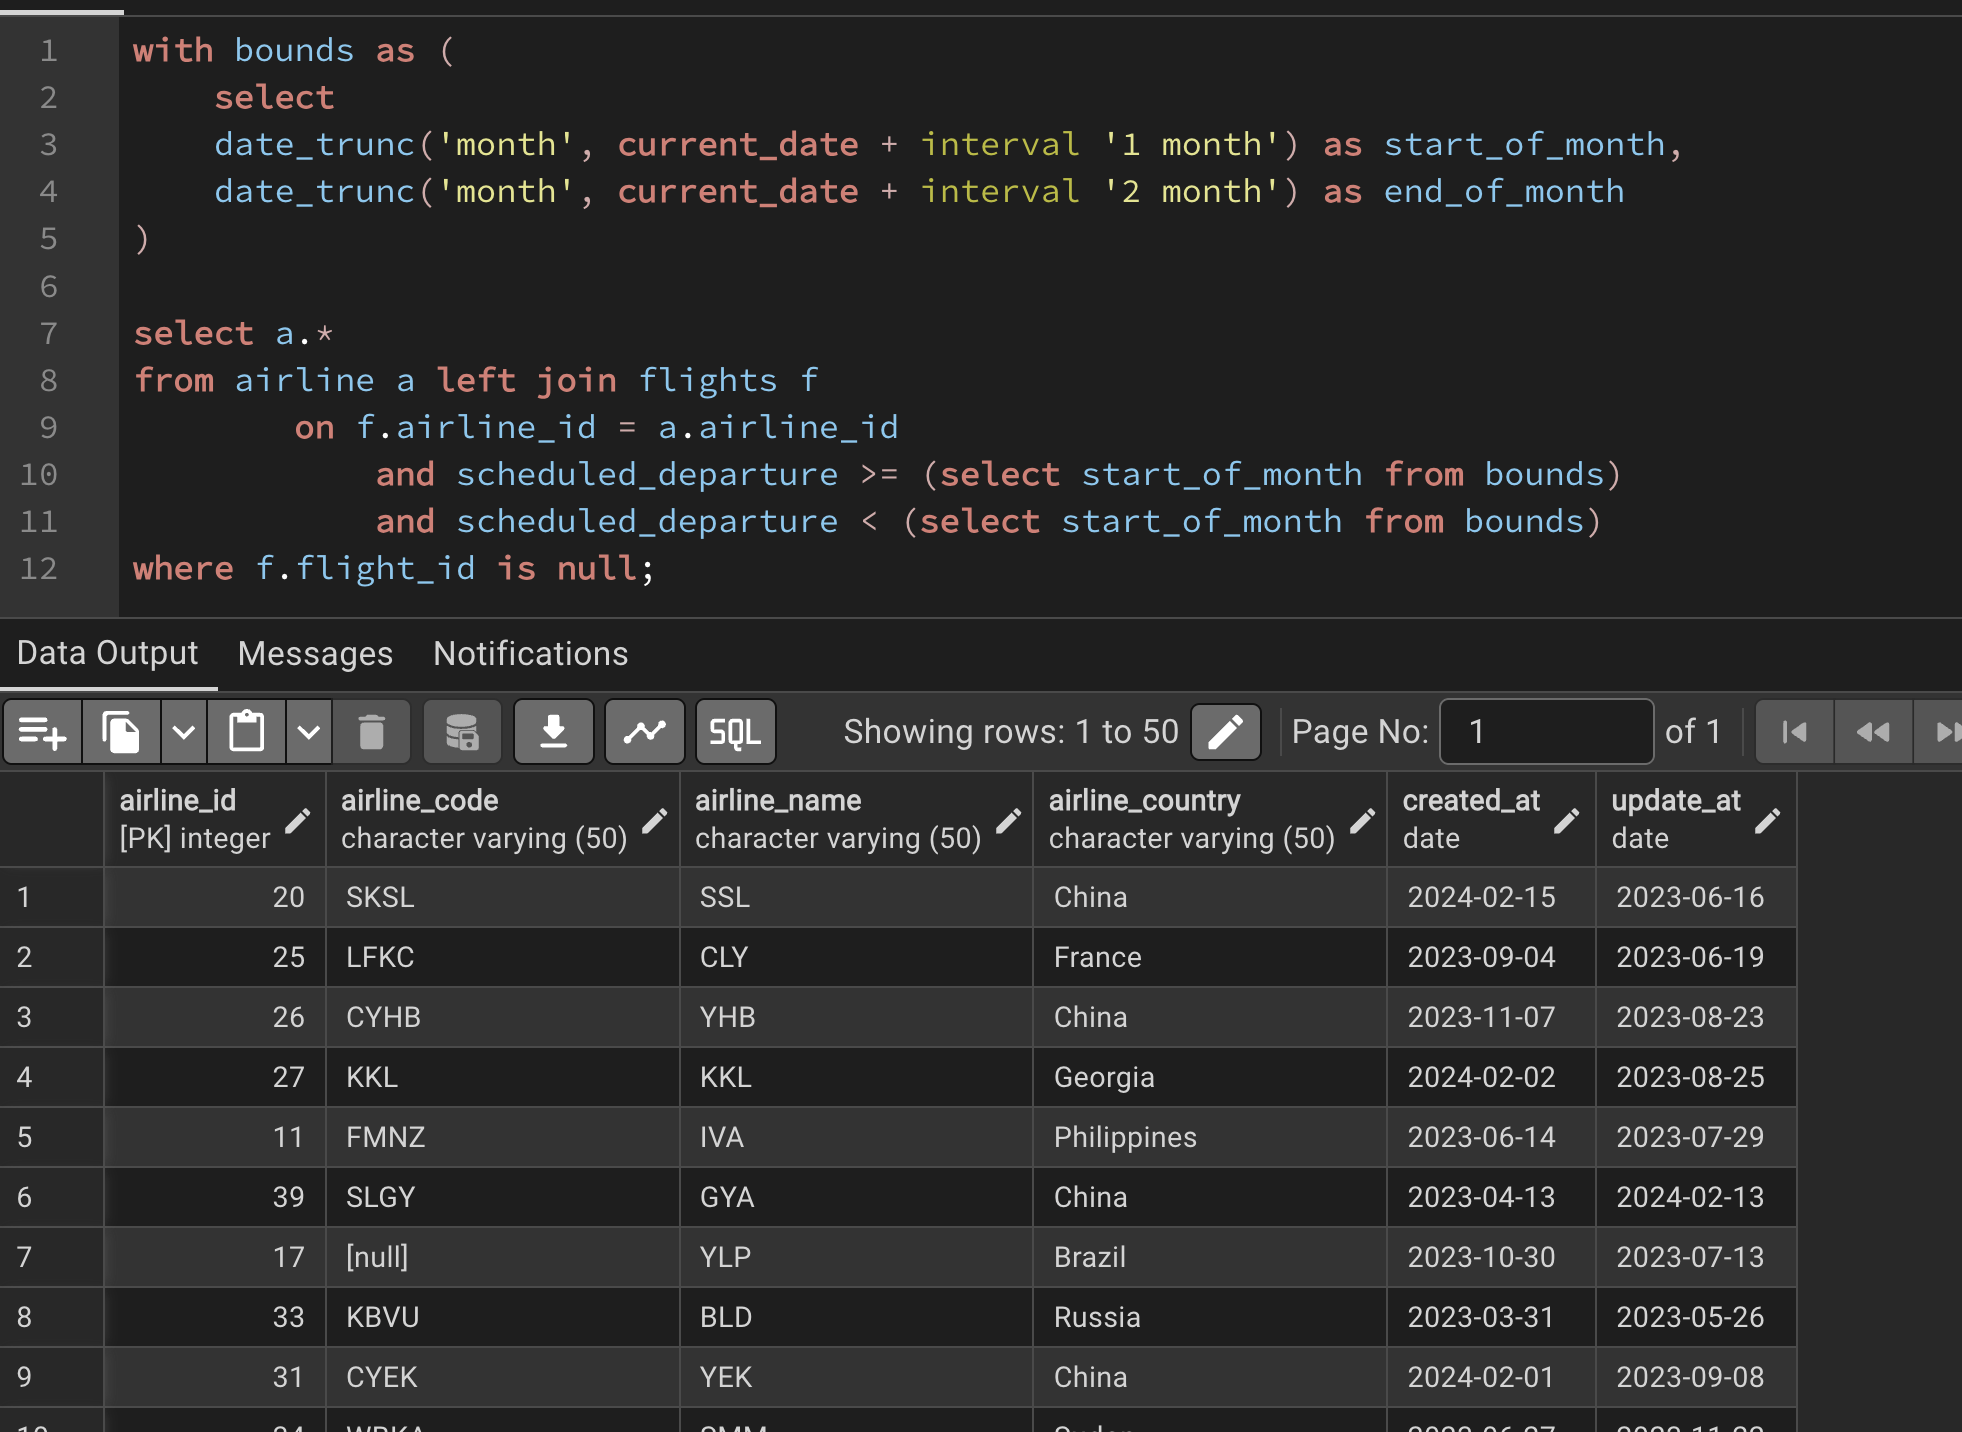 1 with bounds as (
2 select
3 date_trunc('month', current_date + interval '1 month') as start_of_month,
4 date_trunc('month', current_date + interval '2 month') as end_of_month
5 )
6
7 select a.*
8 from airline a left join flights f
9 on f.airline_id = a.airline_id
10 and scheduled_departure >= (select start_of_month from bounds)
11 and scheduled_departure < (select start_of_month from bounds)
12 where f.flight_id is null;
Data Output Messages Notifications
SQL Showing rows: 1 to 50 Page No: 1 of 1
airline_id airline_code airline_name airline_country created_at update_at
[PK] integer character varying (50) character varying (50) character varying (50) date date
1 20 SKSL SSL China 2024-02-15 2023-06-16
2 25 LFKC CLY France 2023-09-04 2023-06-19
3 26 CYHB YHB China 2023-11-07 2023-08-23
4 27 KKL KKL Georgia 2024-02-02 2023-08-25
5 11 FMNZ IVA Philippines 2023-06-14 2023-07-29
6 39 SLGY GYA China 2023-04-13 2024-02-13
7 17 [null] YLP Brazil 2023-10-30 2023-07-13
8 33 KBVU BLD Russia 2023-03-31 2023-05-26
9 31 CYEK YEK China 2024-02-01 2023-09-08